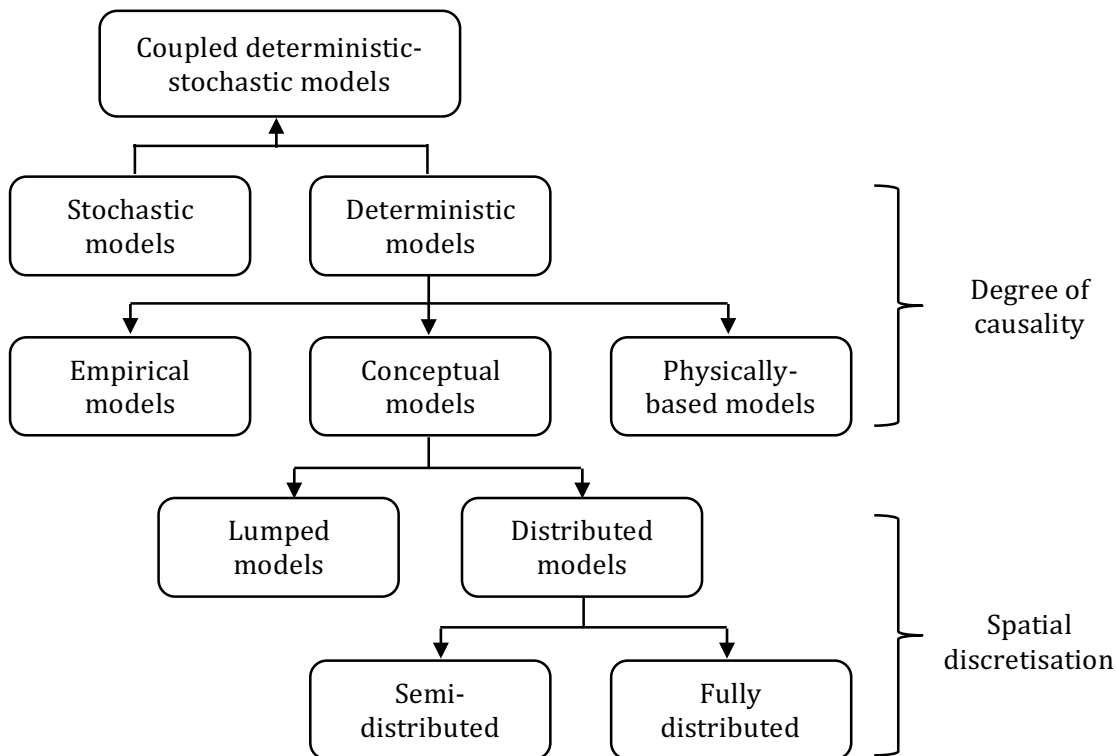 Coupled deterministic-
stochastic models
Stochastic
models
Deterministic
models
Degree of
causality
Empirical
models
Conceptual
models
Physically-
based models
Lumped
models
Distributed
models
Spatial
discretisation
Semi-
distributed
Fully
distributed